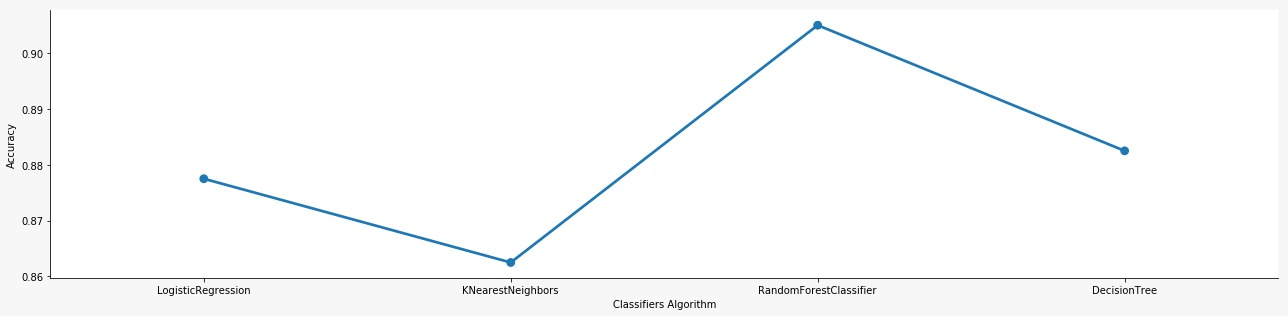 0.90
0.89
0.88
0.87
0.86
Accuracy
LogisticRegression KNearestNeighbors RandomForestClassifier DecisionTree
Classifiers Algorithm